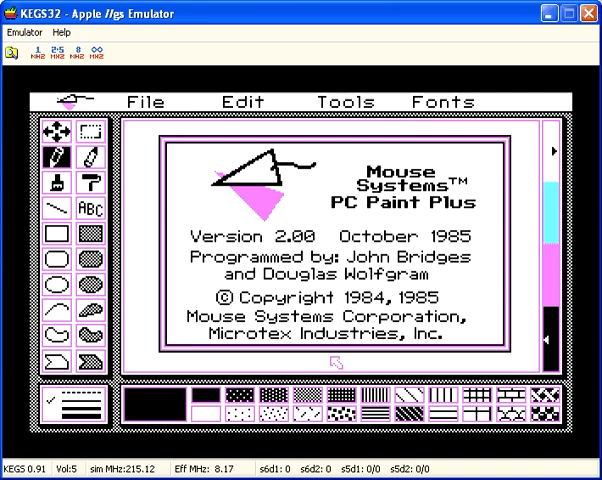 KEGS32 - Apple //gs Emulator
Emulator Help
1 MHZ 2.5 MHZ 8 MHZ ∞ MHZ
File Edit Tools Fonts
ABC
Mouse
Systems™
PC Paint Plus
Version 2.00 October 1985
Programmed by: John Bridges
and Douglas Wolfgram
© Copyright 1984, 1985
Mouse Systems Corporation,
Microtex Industries, Inc.
KEGS 0.91 Vol:5 sim MHz:215.12 Eff MHz: 8.17 s6d1: 0 s6d2: 0 s5d1: 0/0 s5d2: 0/0